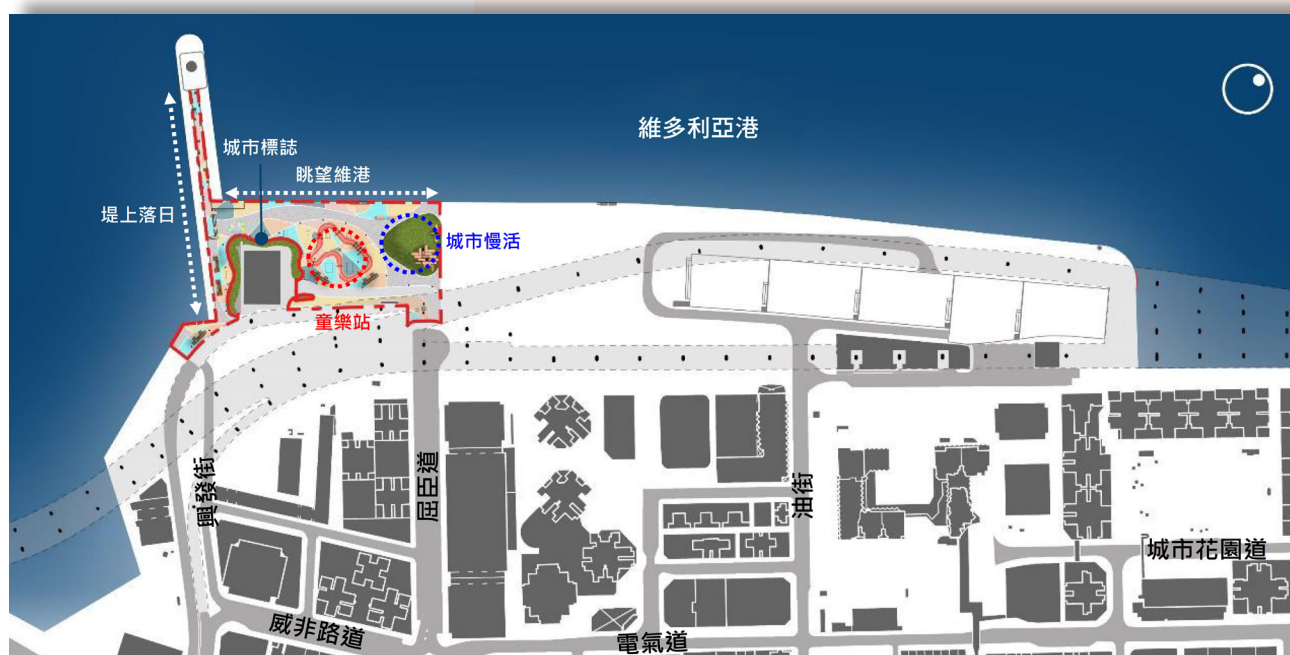 維多利亞港
城市標誌
眺望維港
堤上落日
城市慢活
童樂站
興發街
屈臣道
油街
城市花園道
威非路道
電氣道